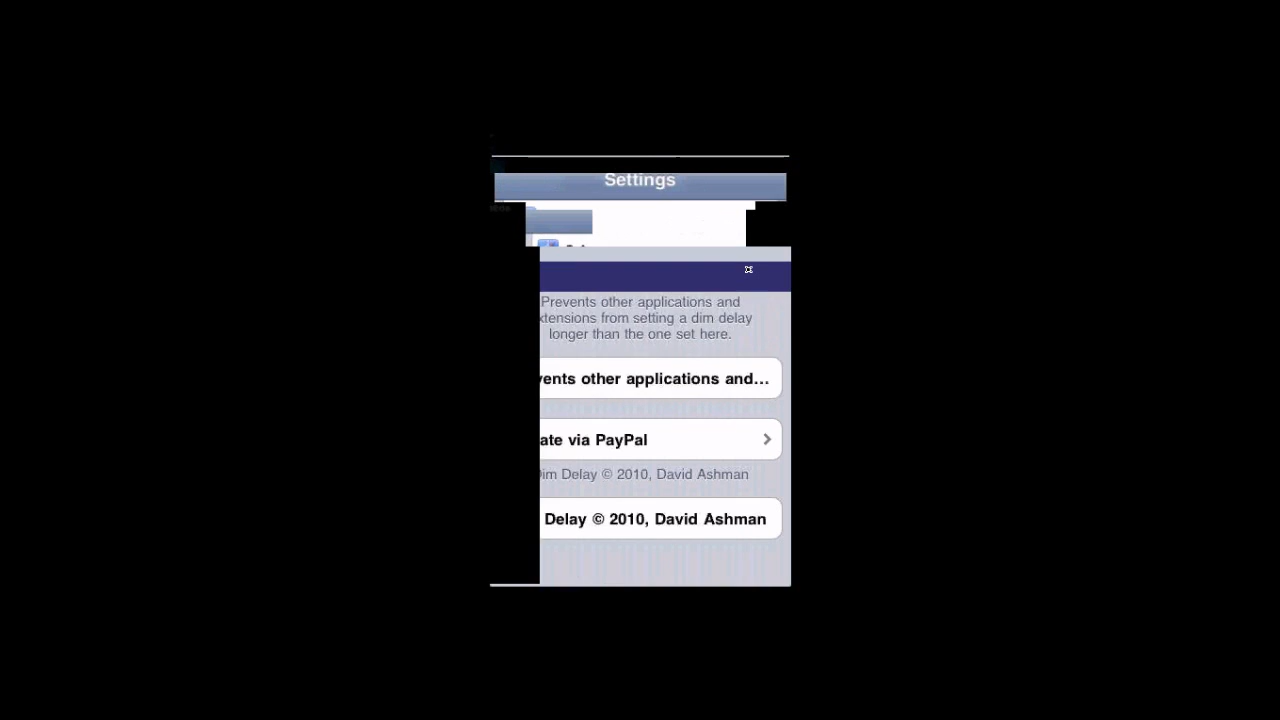 Settings
Prevents other applications and
xtensions from setting a dim delay
longer than the one set here.
vents other applications and...
ate via PayPal
Dim Delay © 2010, David Ashman
Delay © 2010, David Ashman